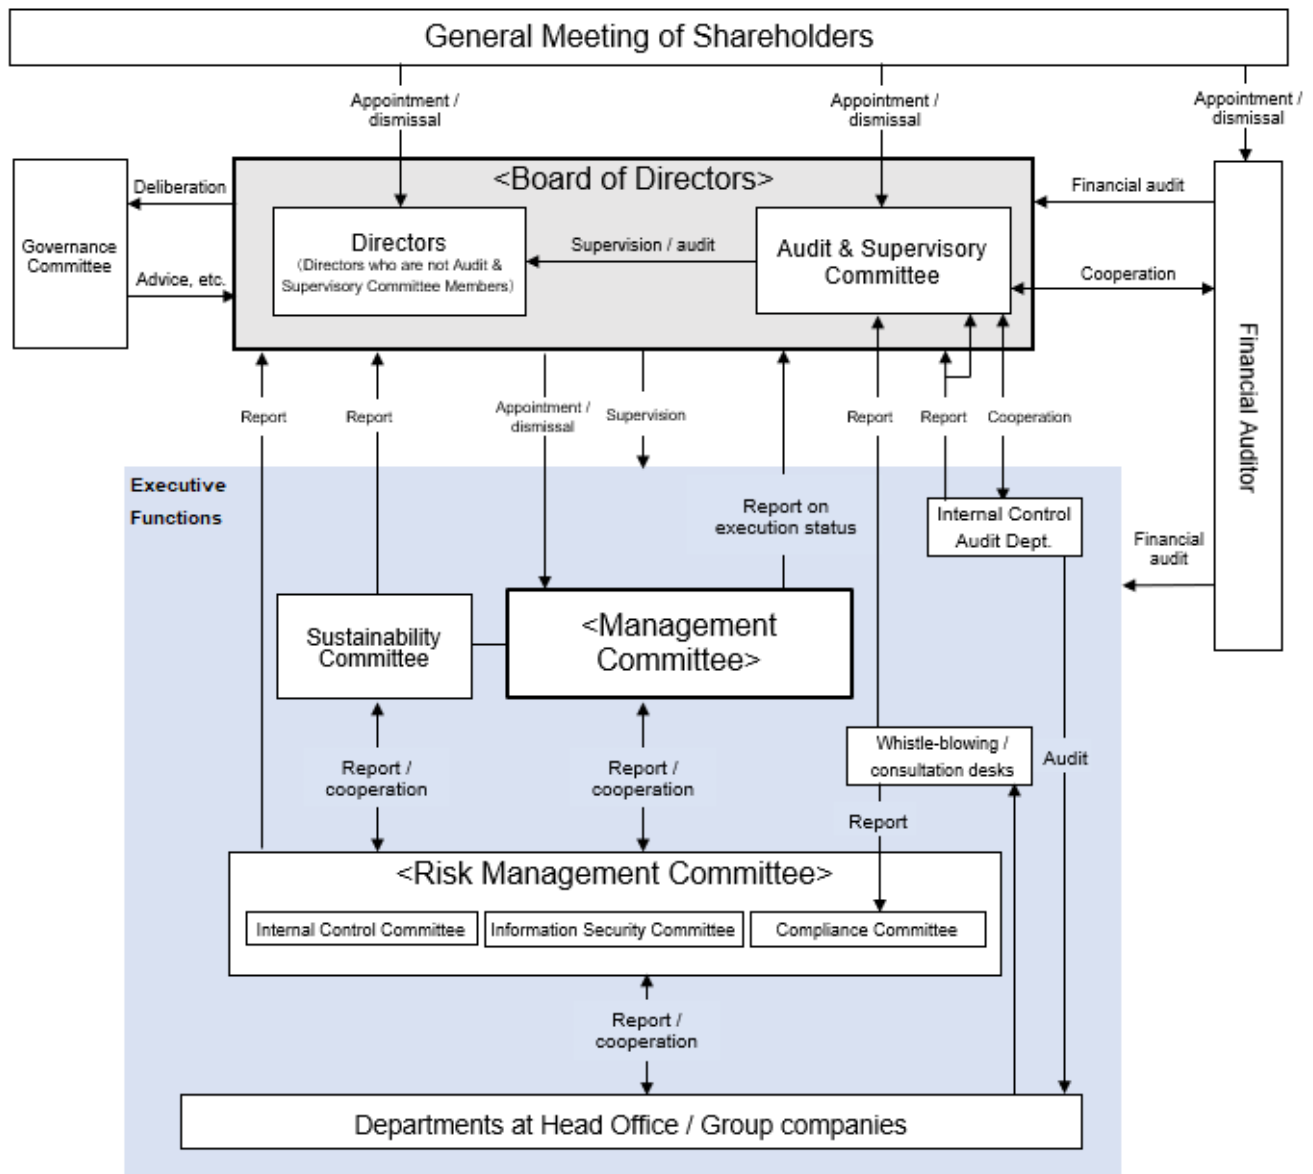 General Meeting of Shareholders
Appointment /
dismissal
Appointment /
dismissal
Appointment /
dismissal
<Board of Directors>
Deliberation
Financial audit
Governance
Committee
Directors
(Directors who are not Audit &
Supervisory Committee Members)
Supervision / audit
Audit & Supervisory
Committee
Advice, etc.
Cooperation
Financial Auditor
Report
Report
Appointment /
dismissal
Supervision
Report
Report
Cooperation
Executive
Functions
Report on
execution status
Internal Control
Audit Dept.
Financial
audit
Sustainability
Committee
<Management
Committee>
Report /
cooperation
Report /
cooperation
Whistle-blowing /
consultation desks
Audit
Report
<Risk Management Committee>
Internal Control Committee
Information Security Committee
Compliance Committee
Report /
cooperation
Departments at Head Office / Group companies